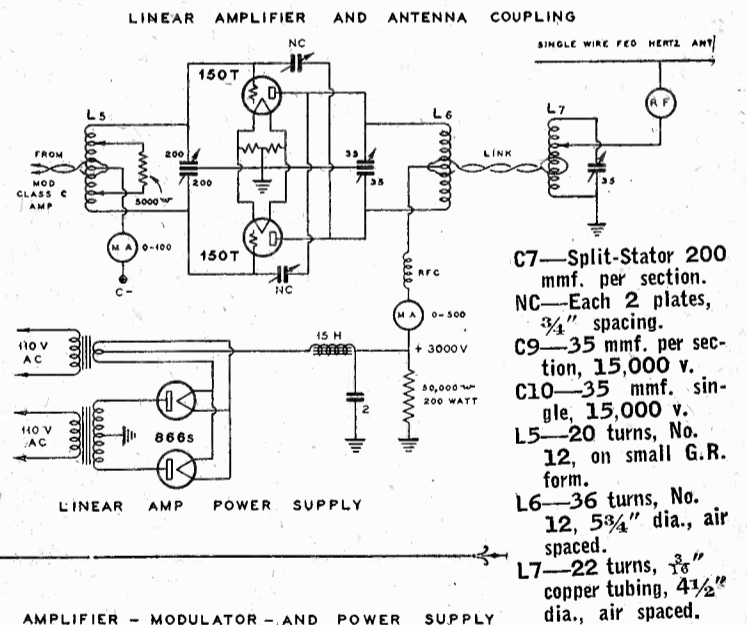 LINEAR AMPLIFIER AND ANTENNA COUPLING
SINGLE WIRE FED HERTZ ANT
NC
150T
L5
L6
L7
RF
FROM
MOD
CLASS C
AMP
200
200
35
35
LINK
35
5000 ω
MA 0-100
C-
150T
NC
RFC
MA 0-500
+ 3000V
15 H
110 V
AC
2
50,000 ω
200 WATT
110 V
AC
866s
LINEAR AMP POWER SUPPLY
C7—Split-Stator 200
mmf. per section.
NC—Each 2 plates,
3/4" spacing.
C9—35 mmf. per sec-
tion, 15,000 v.
C10—35 mmf. sin-
gle, 15,000 v.
L5—20 turns, No.
12, on small G.R.
form.
L6—36 turns, No.
12, 5 3/4" dia., air
spaced.
L7—22 turns, 3/16"
copper tubing, 4 1/2"
dia., air spaced.
AMPLIFIER - MODULATOR - AND POWER SUPPLY